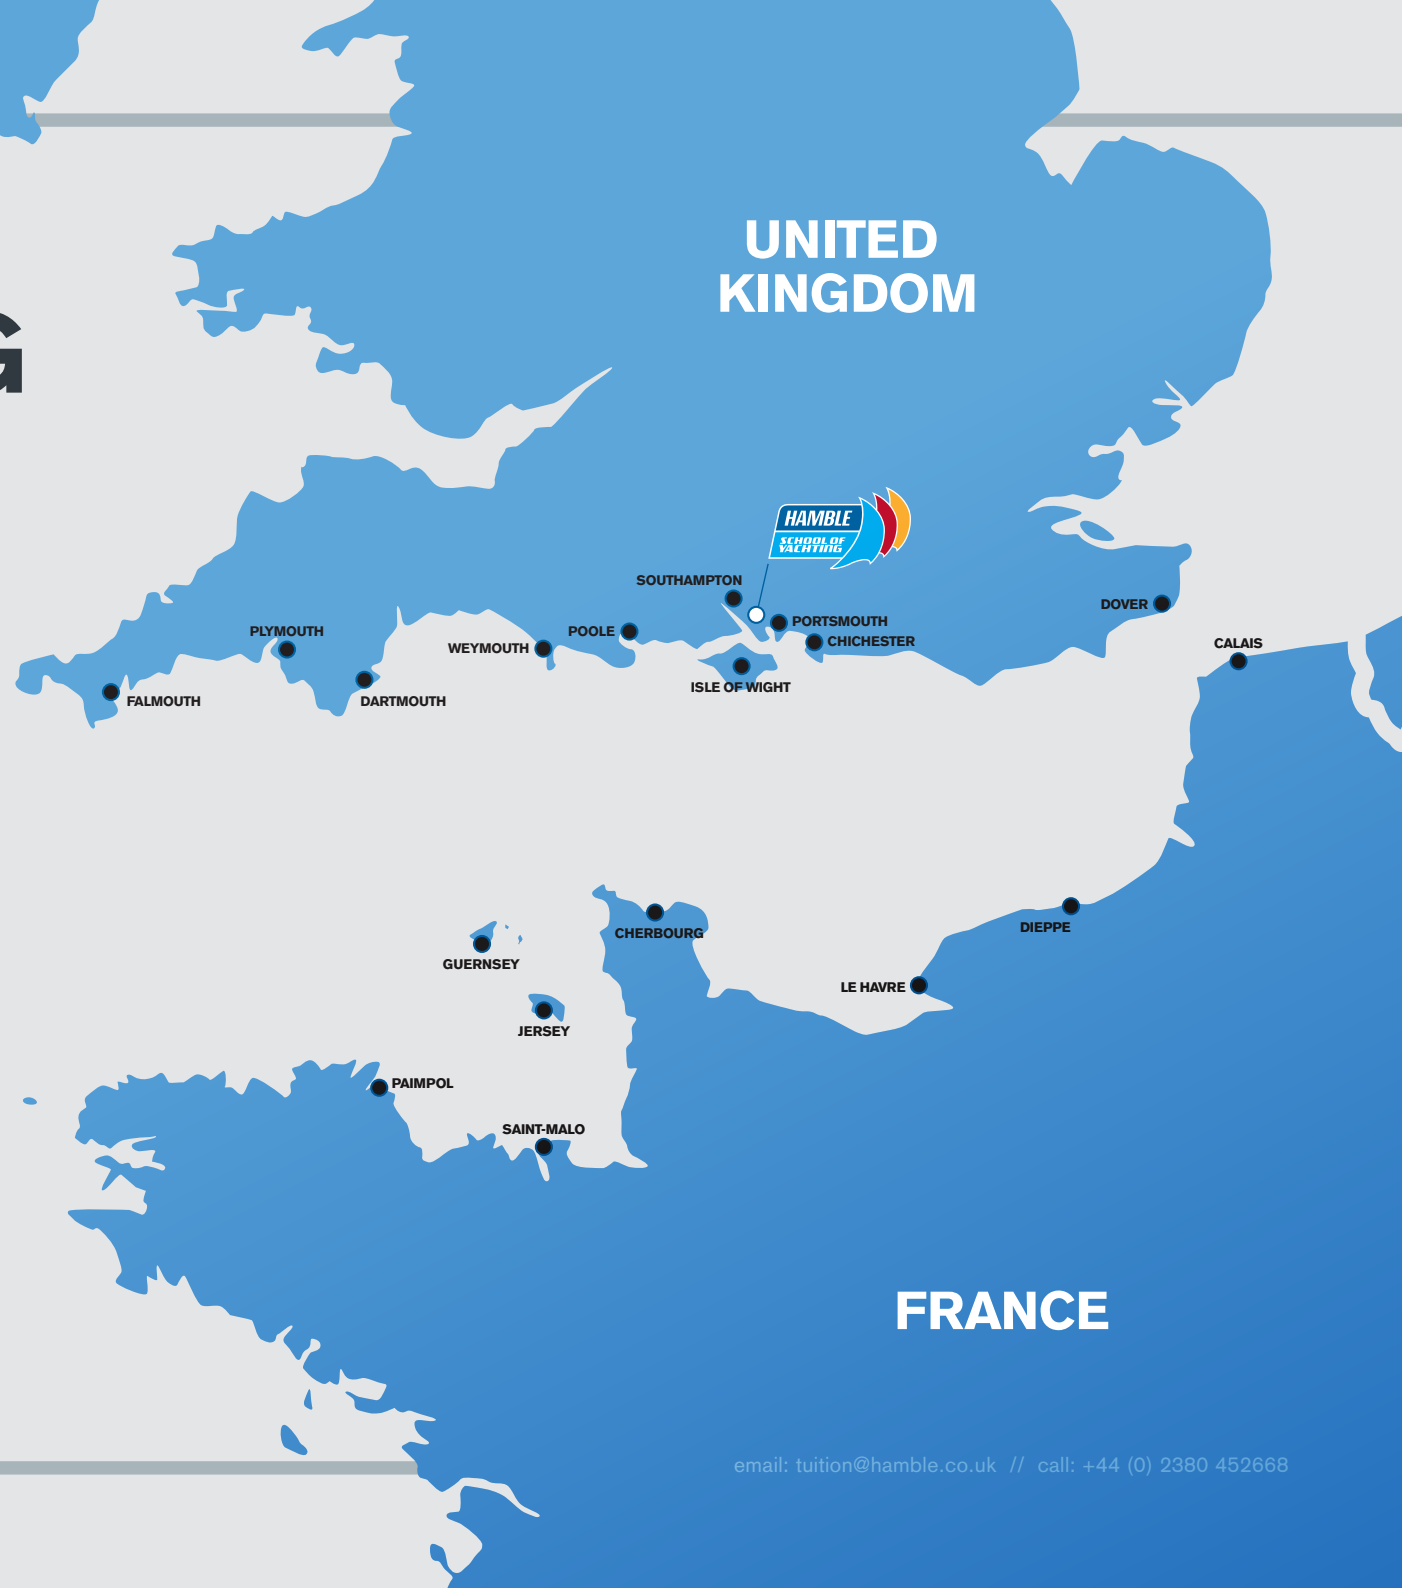 UNITED
KINGDOM
G
HAMBLE
SCHOOL OF
YACHTING
SOUTHAMPTON
PORTSMOUTH
CHICHESTER
DOVER
CALAIS
PLYMOUTH
POOLE
WEYMOUTH
ISLE OF WIGHT
FALMOUTH
DARTMOUTH
CHERBOURG
DIEPPE
GUERNSEY
LE HAVRE
JERSEY
PAIMPOL
SAINT-MALO
FRANCE
email: tuition@hamble.co.uk // call: +44 (0) 2380 452668